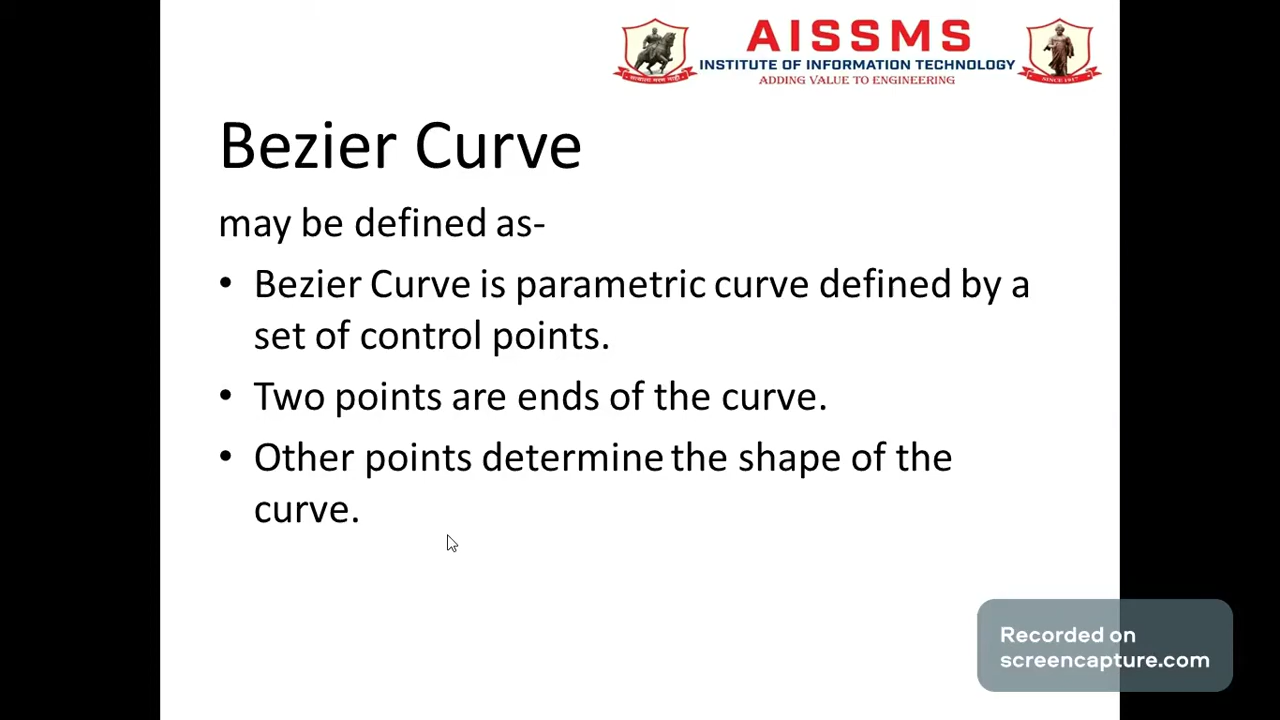 AISSMS
INSTITUTE OF INFORMATION TECHNOLOGY
ADDING VALUE TO ENGINEERING
SINCE 1917
Bezier Curve
may be defined as-
• Bezier Curve is parametric curve defined by a
set of control points.
• Two points are ends of the curve.
• Other points determine the shape of the
curve.
Recorded on
screencapture.com